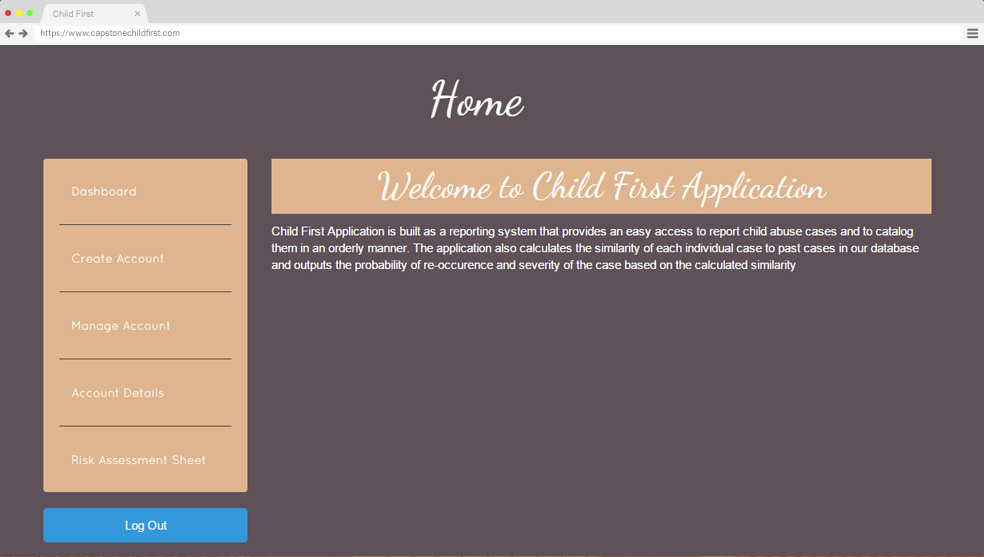 Child First
https://www.capstonechildfirst.com
Home
Dashboard
Create Account
Manage Account
Account Details
Risk Assessment Sheet
Log Out
Welcome to Child First Application
Child First Application is built as a reporting system that provides an easy access to report child abuse cases and to catalog
them in an orderly manner. The application also calculates the similarity of each individual case to past cases in our database
and outputs the probability of re-occurence and severity of the case based on the calculated similarity